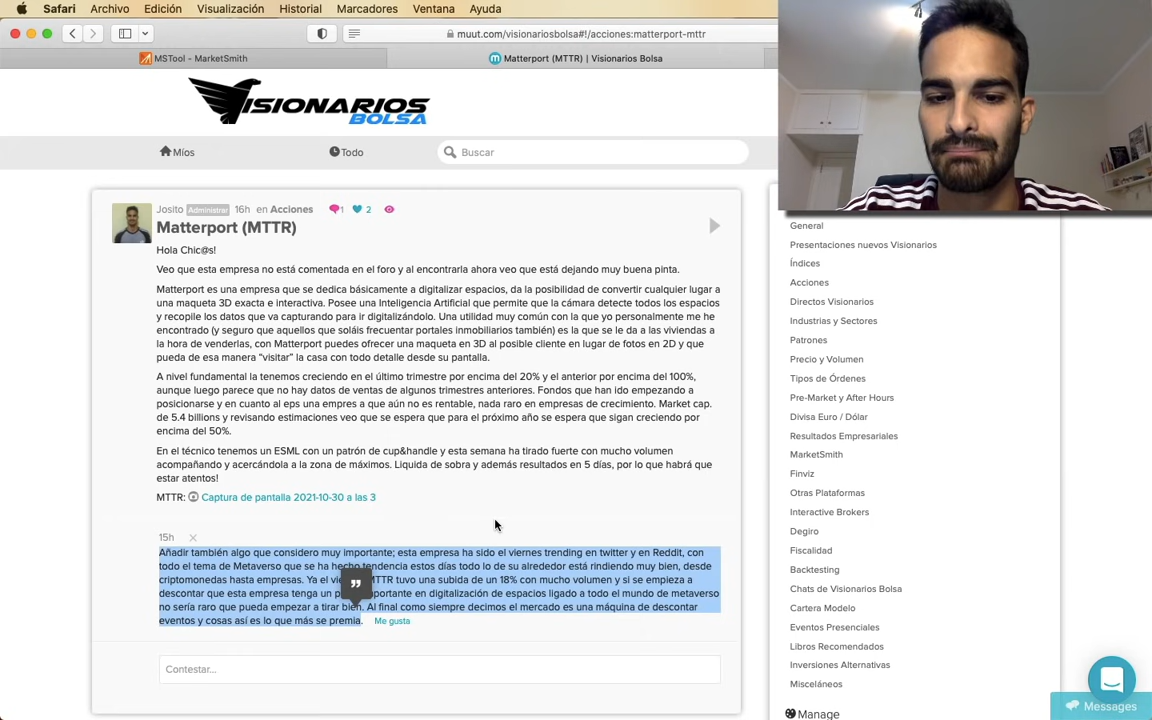 Safari Archivo Edición Visualización Historial Marcadores Ventana Ayuda
muut.com/visionariosbolsa#!/acciones:matterport-mttr
MSTool - MarketSmith
Matterport (MTTR) | Visionarios Bolsa
VISIONARIOS
BOLSA
Míos
Todo
Buscar
Josito Administrar 16h en Acciones 1 2
Matterport (MTTR)
Hola Chic@s!
Veo que esta empresa no está comentada en el foro y al encontrarla ahora veo que está dejando muy buena pinta.
Matterport es una empresa que se dedica básicamente a digitalizar espacios, da la posibilidad de convertir cualquier lugar a
una maqueta 3D exacta e interactiva. Posee una Inteligencia Artificial que permite que la cámara detecte todos los espacios
y recopile los datos que va capturando para ir digitalizándolo. Una utilidad muy común con la que yo personalmente me he
encontrado (y seguro que aquellos que soláis frecuentar portales inmobiliarios también) es la que se le da a las viviendas a
la hora de venderlas, con Matterport puedes ofrecer una maqueta en 3D al posible cliente en lugar de fotos en 2D y que
pueda de esa manera "visitar" la casa con todo detalle desde su pantalla.
A nivel fundamental la tenemos creciendo en el último trimestre por encima del 20% y el anterior por encima del 100%,
aunque luego parece que no hay datos de ventas de algunos trimestres anteriores. Fondos que han ido empezando a
posicionarse y en cuanto al eps una empres a que aún no es rentable, nada raro en empresas de crecimiento. Market cap.
de 5.4 billions y revisando estimaciones veo que se espera que para el próximo año se espera que sigan creciendo por
encima del 50%.
En el técnico tenemos un ESML con un patrón de cup&handle y esta semana ha tirado fuerte con mucho volumen
acompañando y acercándola a la zona de máximos. Liquida de sobra y además resultados en 5 días, por lo que habrá que
estar atentos!
MTTR: Captura de pantalla 2021-10-30 a las 3
15h
Añadir también algo que considero muy importante; esta empresa ha sido el viernes trending en twitter y en Reddit, con
todo el tema de Metaverso que se ha hecho tendencia estos días todo lo de su alrededor está rindiendo muy bien, desde
criptomonedas hasta empresas. Ya el MTTR tuvo una subida de un 18% con mucho volumen y si se empieza a
descontar que esta empresa tenga un importante en digitalización de espacios ligado a todo el mundo de metaverso
no sería raro que pueda empezar a tirar bien. Al final como siempre decimos el mercado es una máquina de descontar
eventos y cosas así es lo que más se premia. Me gusta
Contestar...
General
Presentaciones nuevos Visionarios
Índices
Acciones
Directos Visionarios
Industrias y Sectores
Patrones
Precio y Volumen
Tipos de Órdenes
Pre-Market y After Hours
Divisa Euro / Dólar
Resultados Empresariales
MarketSmith
Finviz
Otras Plataformas
Interactive Brokers
Degiro
Fiscalidad
Backtesting
Chats de Visionarios Bolsa
Cartera Modelo
Eventos Presenciales
Libros Recomendados
Inversiones Alternativas
Misceláneos
Manage
Messages